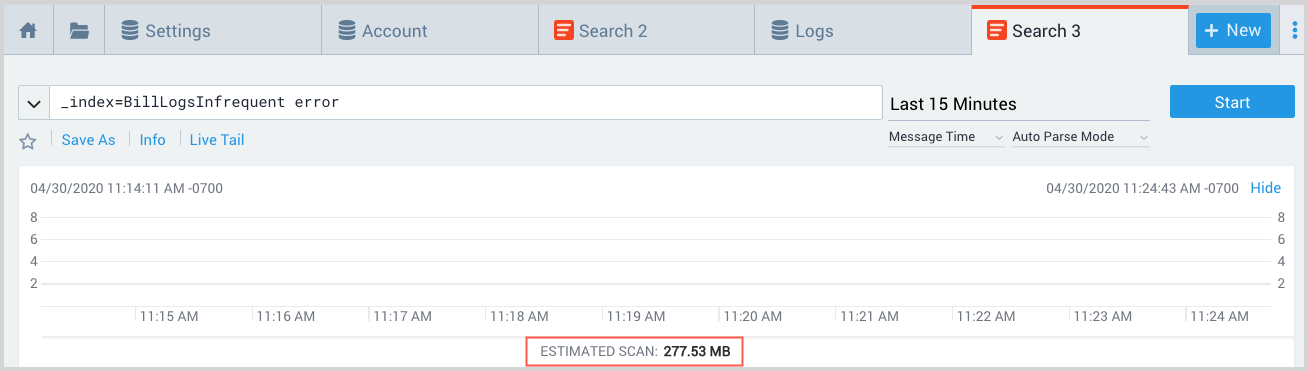 Settings Account Search 2 Logs Search 3 + New
_index=BillLogsInfrequent error Last 15 Minutes Start
Save As Info Live Tail Message Time Auto Parse Mode
04/30/2020 11:14:11 AM -0700 04/30/2020 11:24:43 AM -0700 Hide
8 8
6 6
4 4
2 2
11:15 AM 11:16 AM 11:17 AM 11:18 AM 11:19 AM 11:20 AM 11:21 AM 11:22 AM 11:23 AM 11:24 AM
ESTIMATED SCAN: 277.53 MB